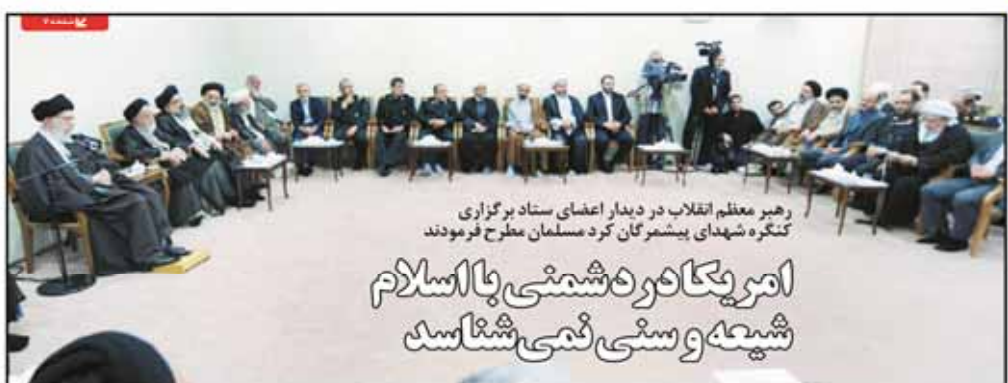 رهبر معظم انقلاب در دیدار اعضای ستاد برگزاری
کنگره شهدای پیشمرگان کرد مسلمان مطرح فرمودند
امریکا در دشمنی با اسلام
شیعه و سنی نمی‌شناسد